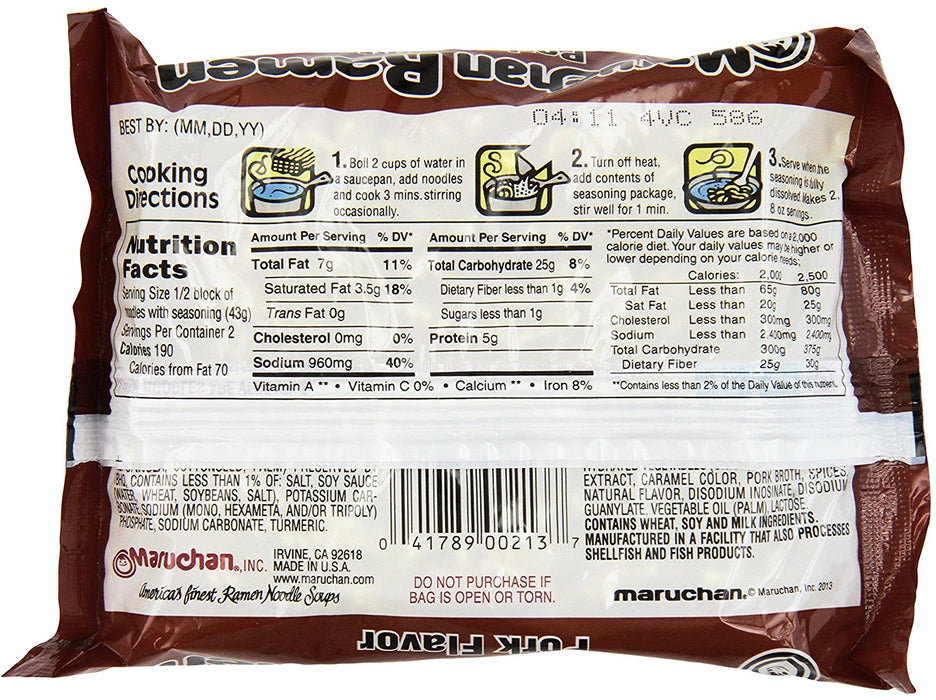 Maruchan Ramen
04:11 4VC 586
BEST BY: (MM,DD,YY)
Cooking
Directions
1. Boil 2 cups of water in
a saucepan, add noodles
and cook 3 mins. stirring
occasionally.
2. Turn off heat,
add contents of
seasoning package,
stir well for 1 min.
3. Serve when the
seasoning is fully
dissolved Makes 2,
8 oz servings.
Nutrition
Facts
Serving Size 1/2 block of
noodles with seasoning (43g)
Servings Per Container 2
Calories 190
Calories from Fat 70
Amount Per Serving % DV*
Total Fat 7g 11%
Saturated Fat 3.5g 18%
Trans Fat 0g
Cholesterol 0mg 0%
Sodium 960mg 40%
Amount Per Serving % DV*
Total Carbohydrate 25g 8%
Dietary Fiber less than 1g 4%
Sugars less than 1g
Protein 5g
Vitamin A ** • Vitamin C 0% • Calcium ** • Iron 8%
*Percent Daily Values are based on a 2,000
calorie diet. Your daily values may be higher or
lower depending on your calorie needs;
Calories: 2,000 2,500
Total Fat Less than 65g 80g
Sat Fat Less than 20g 25g
Cholesterol Less than 300mg 300mg
Sodium Less than 2,400mg 2,400mg
Total Carbohydrate 300g 375g
Dietary Fiber 25g 30g
**Contains less than 2% of the Daily Value of this nutrient.
CONTAINS LESS THAN 1% OF: SALT, SOY SAUCE
(WATER, WHEAT, SOYBEANS, SALT), POTASSIUM CAR-
BONATE, SODIUM (MONO, HEXAMETA, AND/OR TRIPOLY)
PHOSPHATE, SODIUM CARBONATE, TURMERIC.
0 41789 00213 7
EXTRACT, CARAMEL COLOR, PORK BROTH, SPICES,
NATURAL FLAVOR, DISODIUM INOSINATE, DISODIUM
GUANYLATE, VEGETABLE OIL (PALM), LACTOSE.
CONTAINS WHEAT, SOY AND MILK INGREDIENTS.
MANUFACTURED IN A FACILITY THAT ALSO PROCESSES
SHELLFISH AND FISH PRODUCTS.
Maruchan, INC.
IRVINE, CA 92618
MADE IN U.S.A.
www.maruchan.com
America's finest Ramen Noodle Soups
DO NOT PURCHASE IF
BAG IS OPEN OR TORN.
maruchan. © Maruchan, Inc. 2013
Pork Flavor